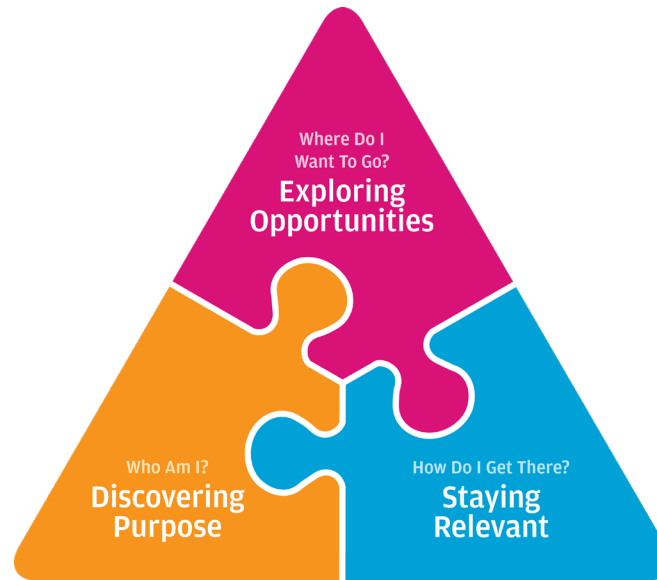 Where Do I
Want To Go?
Exploring
Opportunities
Who Am I?
Discovering
Purpose
How Do I Get There?
Staying
Relevant